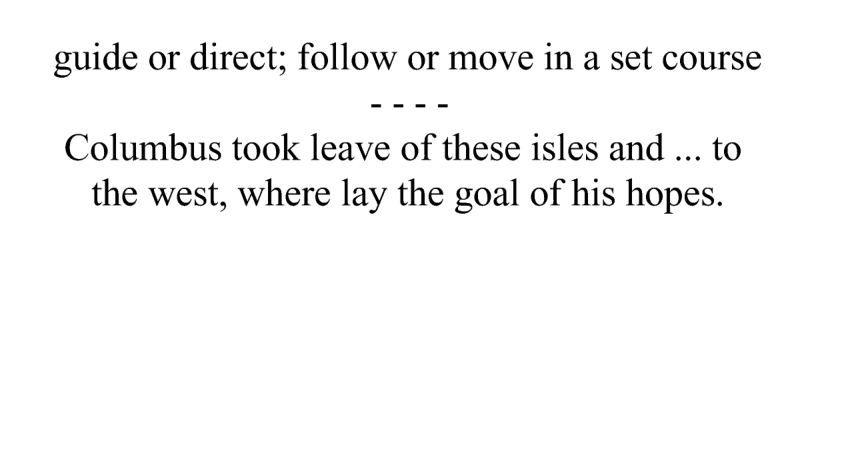 guide or direct; follow or move in a set course
- - - -
Columbus took leave of these isles and ... to
the west, where lay the goal of his hopes.